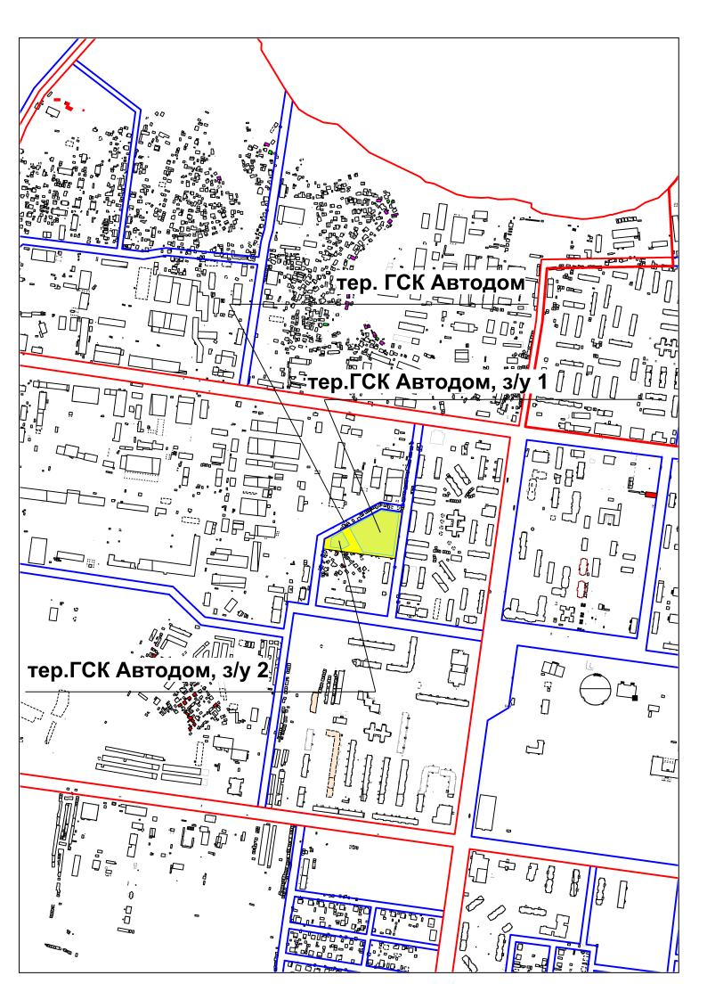 тер. ГСК Автодом
тер.ГСК Автодом, з/у 1
тер.ГСК Автодом, з/у 2